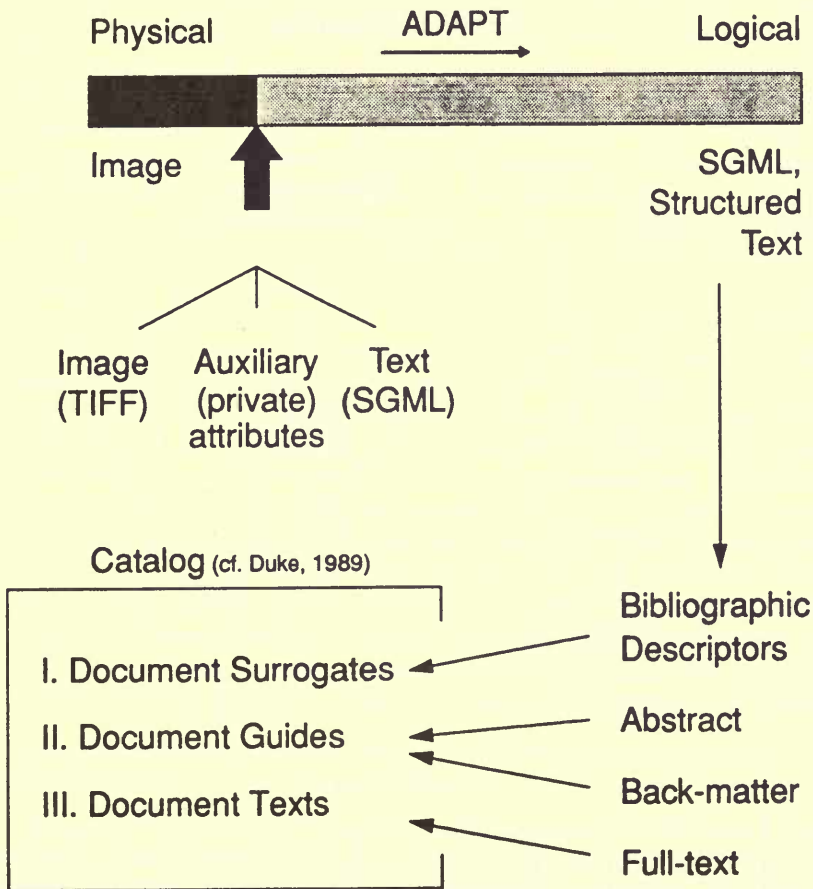 Physical ADAPT Logical
Image
SGML,
Structured
Text
Image Auxiliary Text
(TIFF) (private) (SGML)
attributes
Catalog (cf. Duke, 1989)
I. Document Surrogates
II. Document Guides
III. Document Texts
Bibliographic
Descriptors
Abstract
Back-matter
Full-text